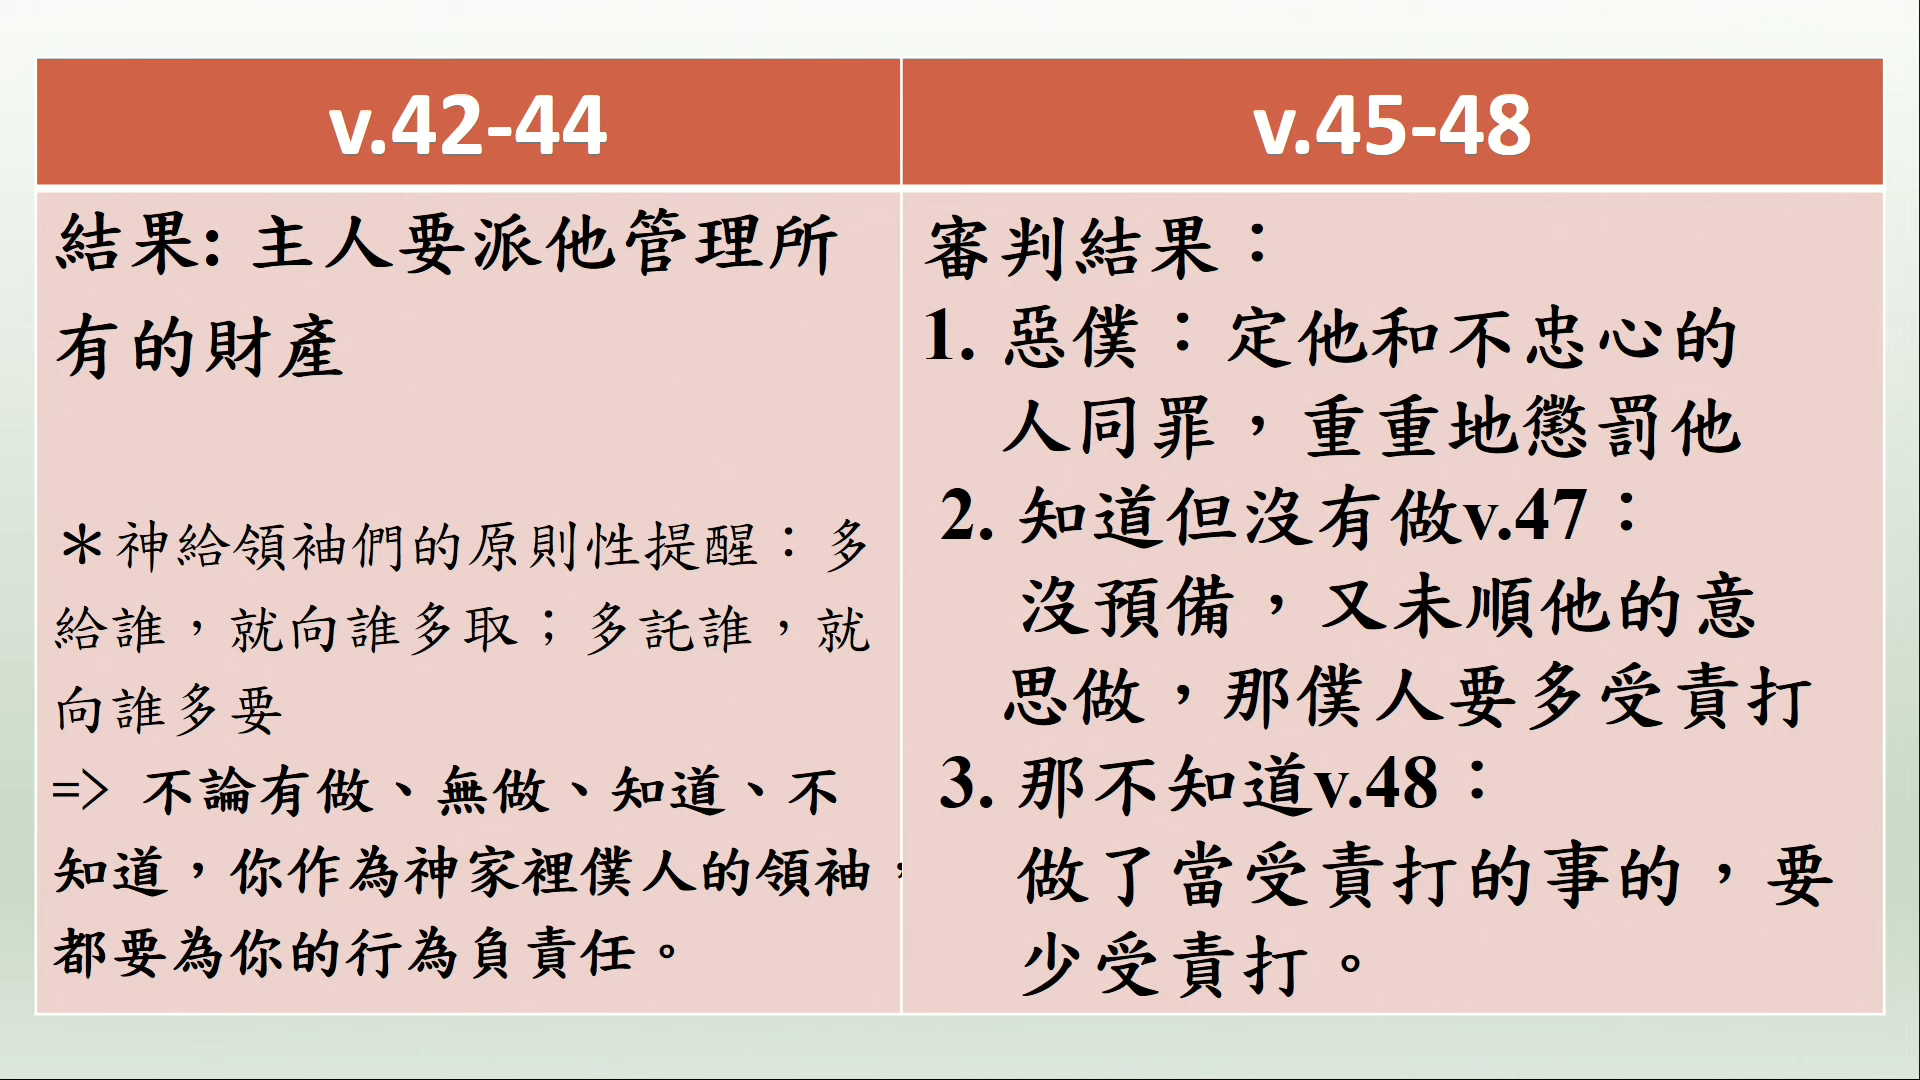 v.42-44
結果: 主人要派他管理所
有的財產
＊神給領袖們的原則性提醒：多
給誰，就向誰多取；多託誰，就
向誰多要
=> 不論有做、無做、知道、不
知道，你作為神家裡僕人的領袖，
都要為你的行為負責任。
v.45-48
審判結果：
1. 惡僕：定他和不忠心的
人同罪，重重地懲罰他
2. 知道但沒有做v.47：
沒預備，又未順他的意
思做，那僕人要多受責打
3. 那不知道v.48：
做了當受責打的事的，要
少受責打。